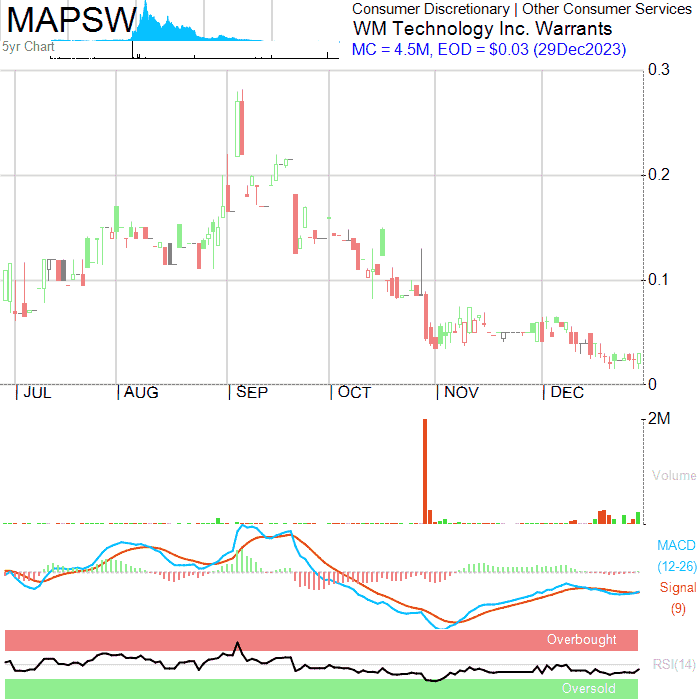 MAPSW
5yr Chart
Consumer Discretionary | Other Consumer Services
WM Technology Inc. Warrants
MC = 4.5M, EOD = $0.03 (29Dec2023)
0.3
0.2
0.1
0
| JUL | AUG | SEP | OCT | NOV | DEC
2M
Volume
MACD
(12-26)
Signal
(9)
Overbought
RSI(14)
Oversold